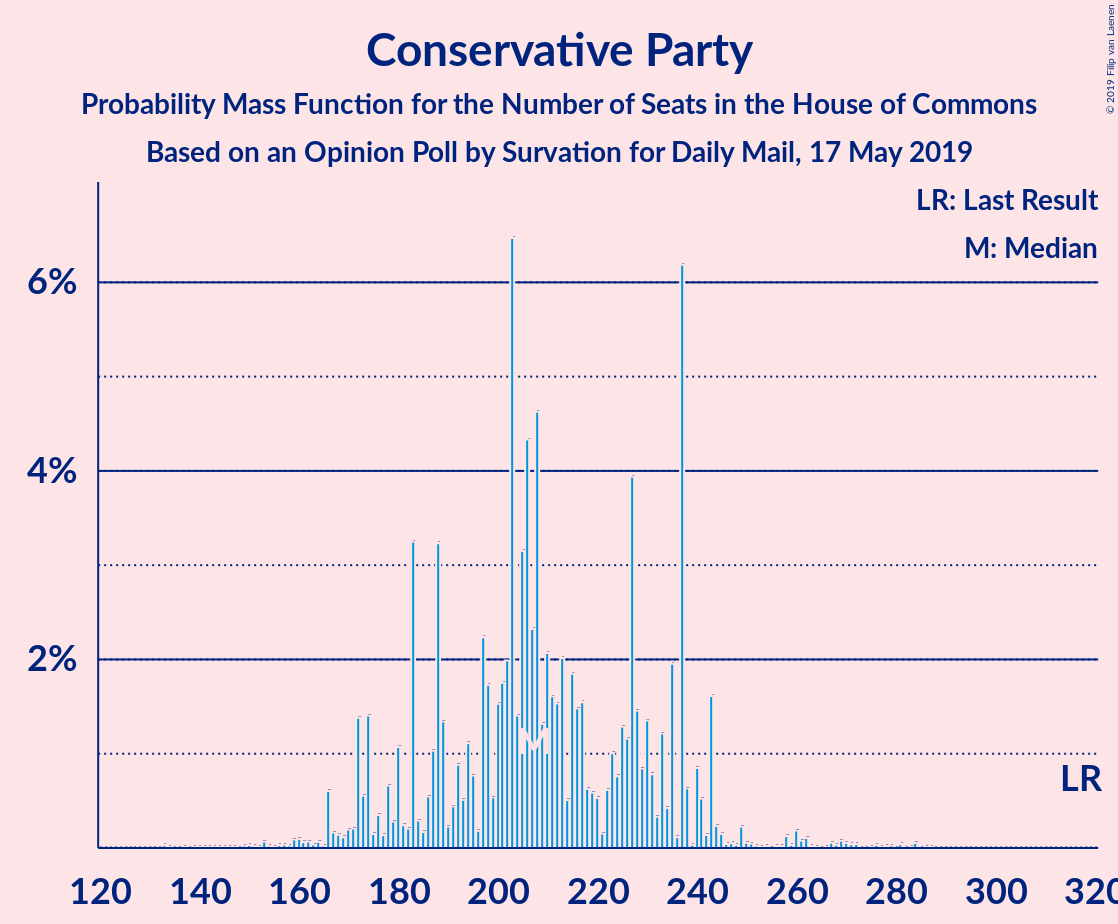 Conservative Party
Probability Mass Function for the Number of Seats in the House of Commons
Based on an Opinion Poll by Survation for Daily Mail, 17 May 2019
© 2019 Filip van Laenen
LR: Last Result
M: Median
6%
4%
2%
M
LR
120 140 160 180 200 220 240 260 280 300 320